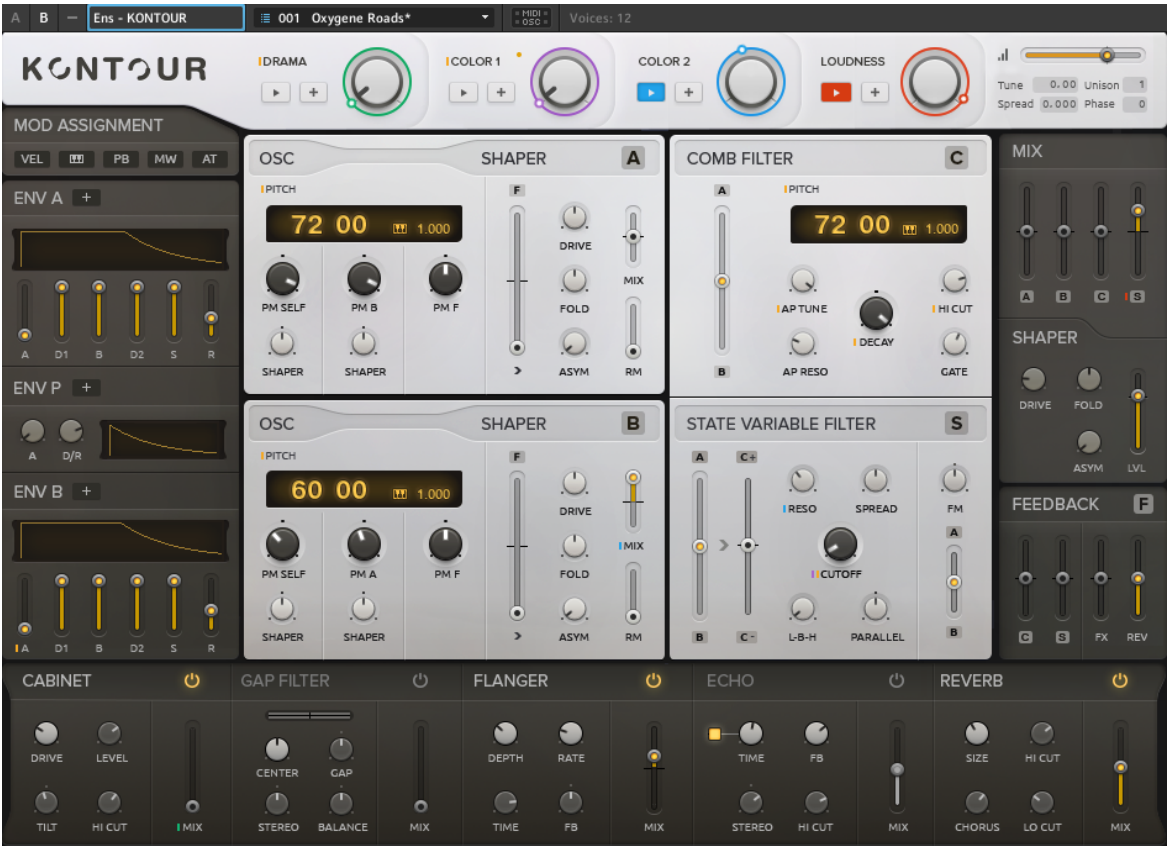 A B Ens - KONTOUR 001 Oxygene Roads* MIDI OSC Voices: 12
KONTOUR
DRAMA
COLOR 1
COLOR 2
LOUDNESS
Tune 0.00 Unison 1
Spread 0.000 Phase 0
MOD ASSIGNMENT
VEL PB MW AT
ENV A +
A D1 B D2 S R
ENV P +
A D/R
ENV B +
A D1 B D2 S R
OSC SHAPER A
PITCH F
72 00 1.000
DRIVE
MIX
PM SELF PM B PM F FOLD
SHAPER SHAPER ASYM RM
OSC SHAPER B
PITCH F
60 00 1.000
DRIVE
MIX
PM SELF PM A PM F FOLD
SHAPER SHAPER ASYM RM
COMB FILTER C
A PITCH
72 00 1.000
AP TUNE HI CUT
DECAY
B AP RESO GATE
STATE VARIABLE FILTER S
A C+
RESO SPREAD FM
A
CUTOFF
B C- L-B-H PARALLEL B
MIX
A B C S
SHAPER
DRIVE FOLD
ASYM LVL
FEEDBACK F
C S FX REV
CABINET
DRIVE LEVEL
TILT HI CUT MIX
GAP FILTER
CENTER GAP
STEREO BALANCE MIX
FLANGER
DEPTH RATE
TIME FB MIX
ECHO
TIME FB
STEREO HI CUT MIX
REVERB
SIZE HI CUT
CHORUS LO CUT MIX